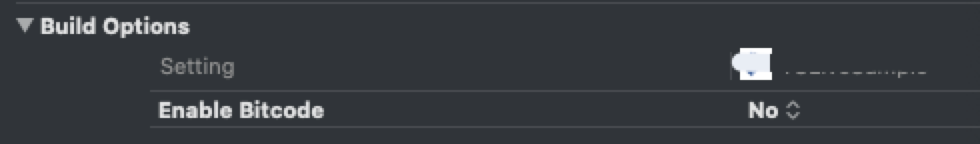 Build Options
Setting
Enable Bitcode No